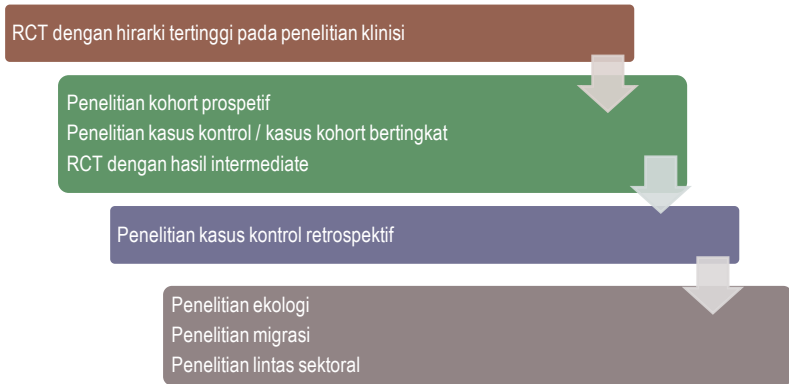 RCT dengan hirarki tertinggi pada penelitian klinisi
Penelitian kohort prospetif
Penelitian kasus kontrol / kasus kohort bertingkat
RCT dengan hasil intermediate
Penelitian kasus kontrol retrospektif
Penelitian ekologi
Penelitian migrasi
Penelitian lintas sektoral